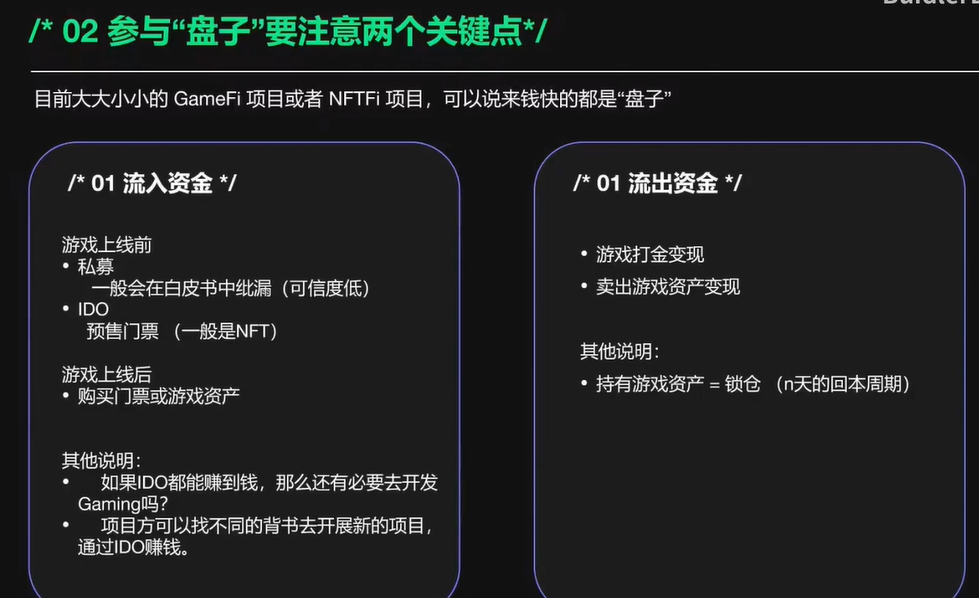 /* 02 参与“盘子”要注意两个关键点*/
目前大大小小的 GameFi 项目或者 NFTFi 项目，可以说来钱快的都是“盘子”
/* 01 流入资金 */
游戏上线前
• 私募
一般会在白皮书中纰漏（可信度低）
• IDO
预售门票 （一般是NFT）
游戏上线后
• 购买门票或游戏资产
其他说明：
• 如果IDO都能赚到钱，那么还有必要去开发
Gaming吗？
• 项目方可以找不同的背书去开展新的项目，
通过IDO赚钱。
/* 01 流出资金 */
• 游戏打金变现
• 卖出游戏资产变现
其他说明：
• 持有游戏资产 = 锁仓 （n天的回本周期）